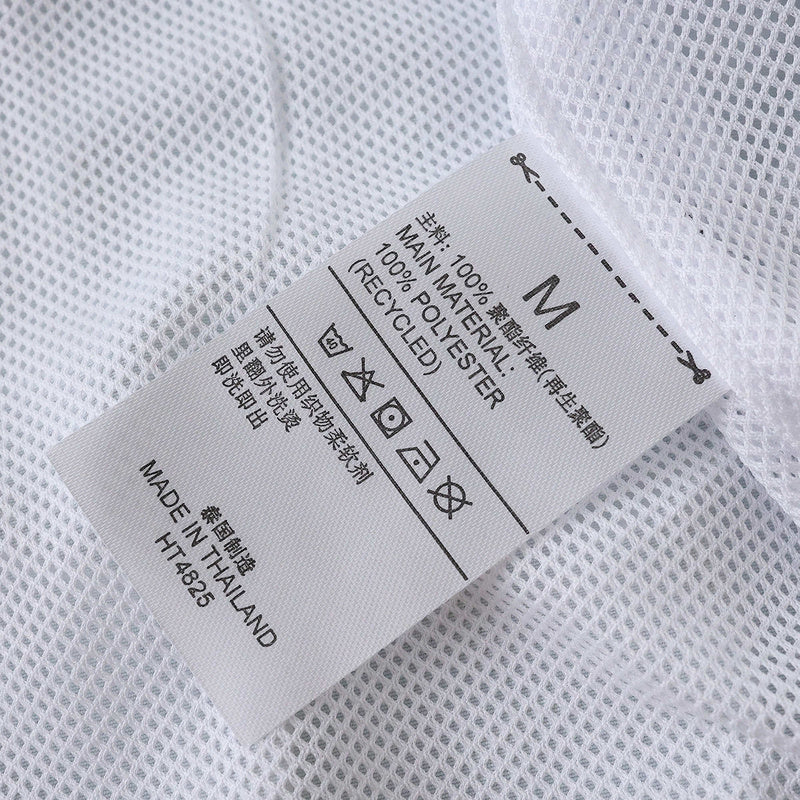 M
主料：100% 聚酯纤维(再生聚酯)
MAIN MATERIAL:
100% POLYESTER
(RECYCLED)
40
请勿使用织物柔软剂
里翻外洗烫
即洗即出
泰国制造
MADE IN THAILAND
HT4825